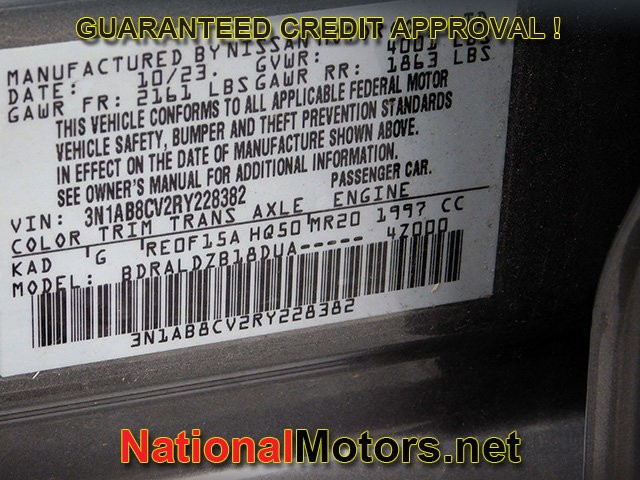 GUARANTEED CREDIT APPROVAL !
MANUFACTURED BY NISSAN
DATE: 10/23. GVWR: 4001 LBS
GAWR FR: 2161 LBS GAWR RR: 1863 LBS
THIS VEHICLE CONFORMS TO ALL APPLICABLE FEDERAL MOTOR
VEHICLE SAFETY, BUMPER AND THEFT PREVENTION STANDARDS
IN EFFECT ON THE DATE OF MANUFACTURE SHOWN ABOVE.
SEE OWNER'S MANUAL FOR ADDITIONAL INFORMATION.
VIN: 3N1AB8CV2RY228382 PASSENGER CAR.
COLOR TRIM TRANS AXLE ENGINE
KAD G RE0F15A HQ50 MR20 1997 CC
MODEL: BDRALDZB18DUA----- 47000
3N1AB8CV2RY228382
NationalMotors.net